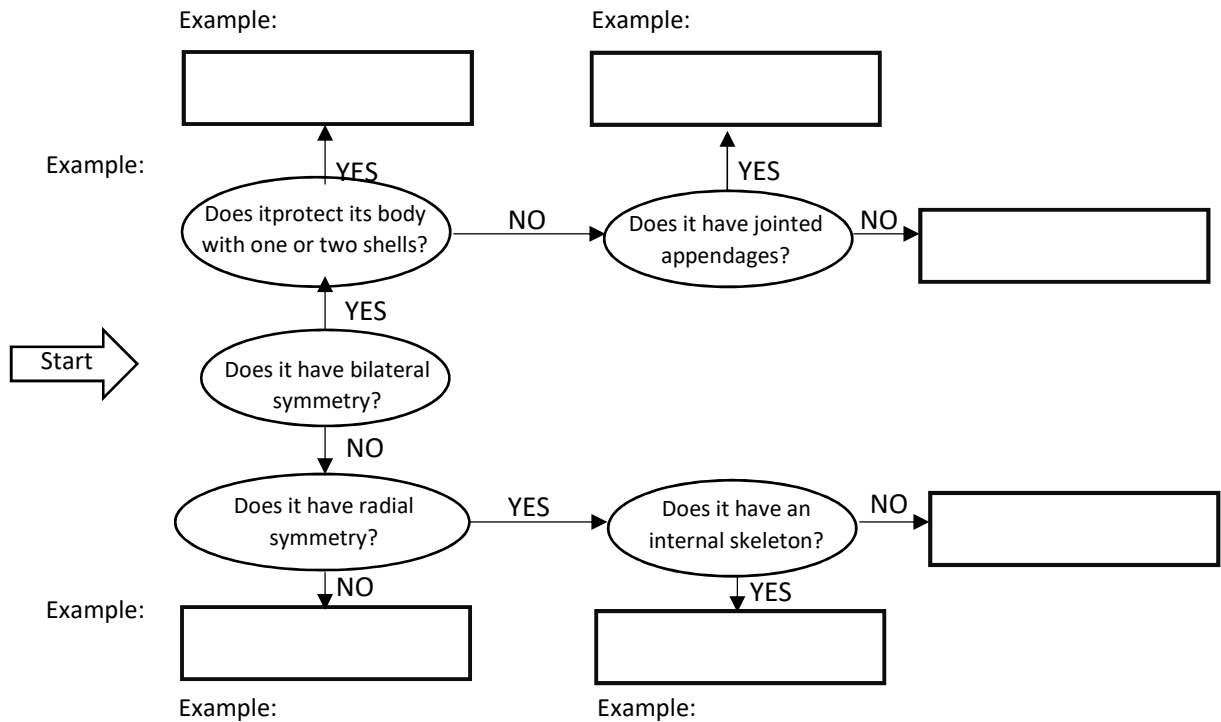 Example:
Example:
Example:
YES
YES
Does itprotect its body
with one or two shells?
NO
Does it have jointed
appendages?
NO
YES
Start
Does it have bilateral
symmetry?
NO
Does it have radial
symmetry?
YES
Does it have an
internal skeleton?
NO
NO
YES
Example:
Example:
Example: